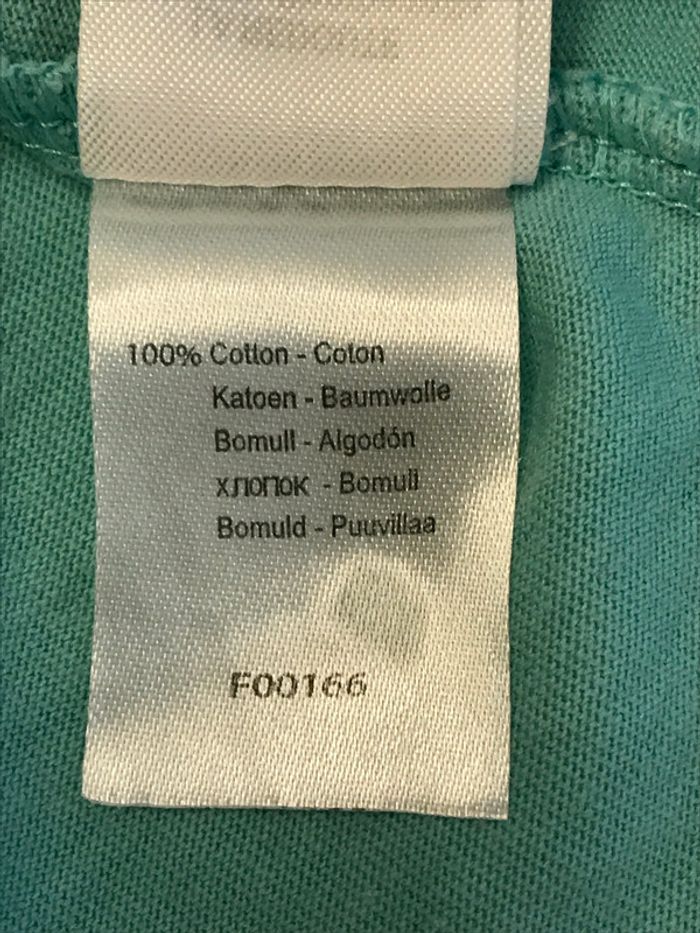 100% Cotton - Coton
Katoen - Baumwolle
Bomull - Algodón
хлопок - Bomull
Bomuld - Puuvillaa
F00166